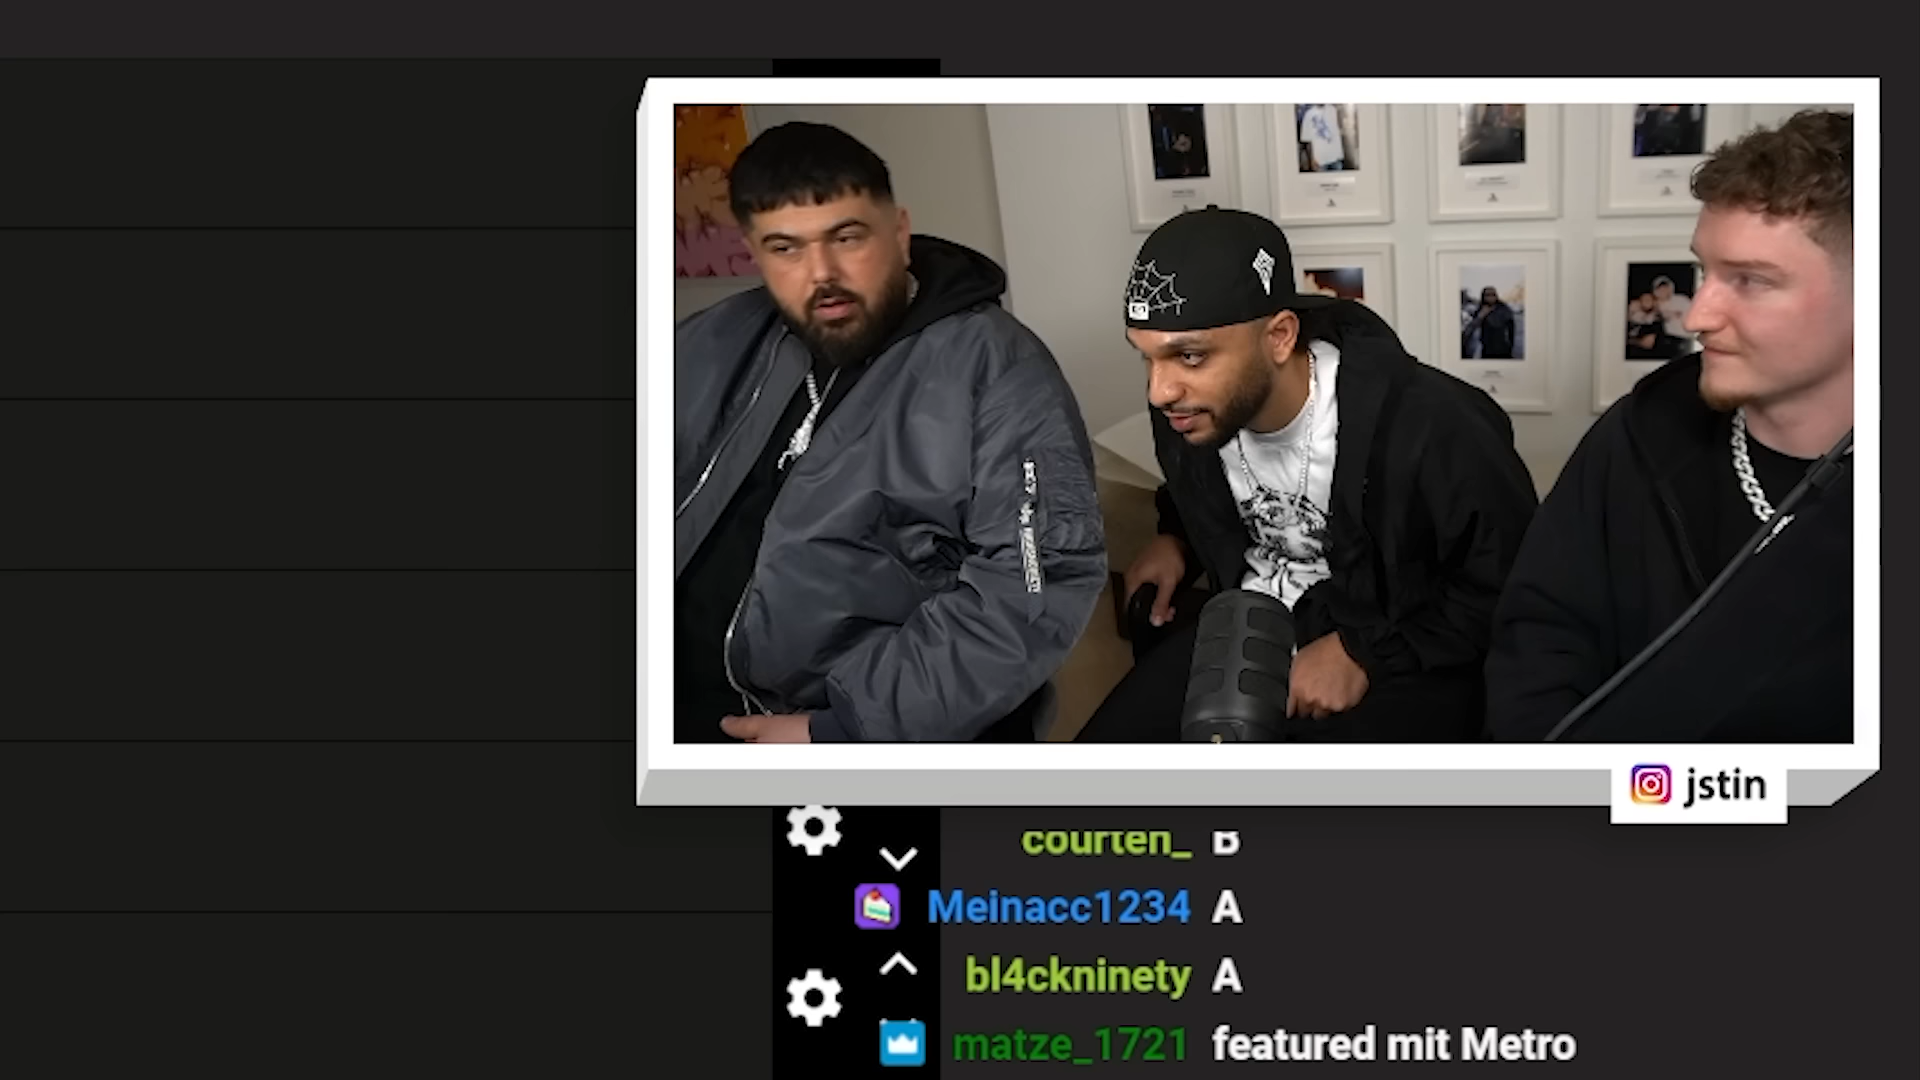 jstin
courten_ B
Meinacc1234 A
bl4ckninety A
matze_1721 featured mit Metro